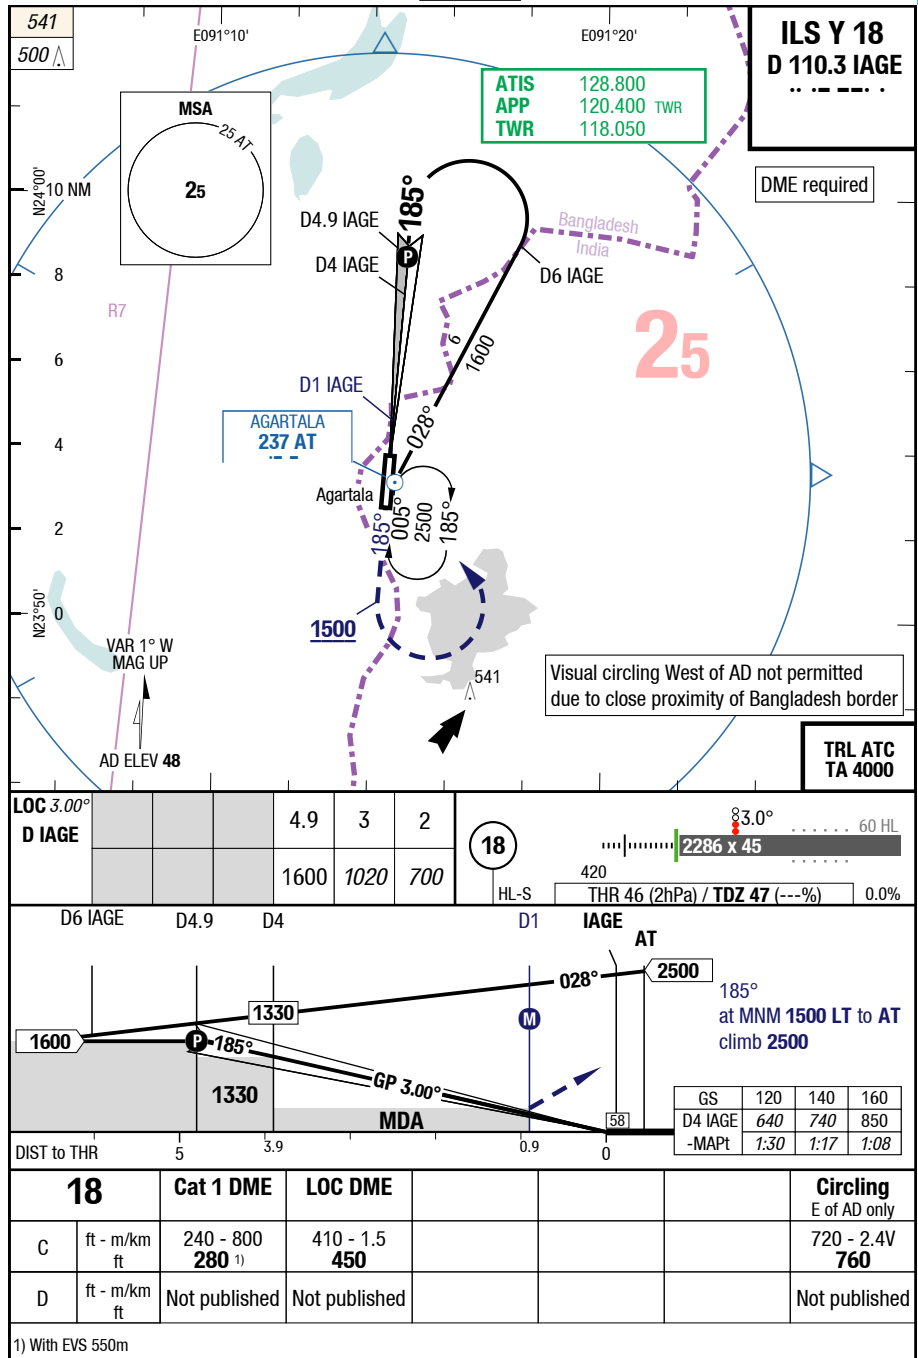 541
500
ILS Y 18
D 110.3 IAGE
DME required
E091°10'
E091°20'
ATIS 128.800
APP 120.400 TWR
TWR 118.050
MSA
25 AT
25
N24°00'
10 NM
8
6
4
2
0
N23°50'
R7
185°
D4.9 IAGE
P
D4 IAGE
Bangladesh
India
D6 IAGE
25
6
1600
D1 IAGE
028°
AGARTALA
237 AT
Agartala
185°
005°
2500
185°
1500
541
VAR 1° W
MAG UP
AD ELEV 48
Visual circling West of AD not permitted
due to close proximity of Bangladesh border
TRL ATC
TA 4000
LOC 3.00°
D IAGE
4.9 3 2
1600 1020 700
18
HL-S
3.0°
60 HL
2286 x 45
420
THR 46 (2hPa) / TDZ 47 (---%)
0.0%
D6 IAGE D4.9 D4 D1 IAGE
AT
028°
2500
1330
1600
P
185°
M
GP 3.00°
1330
MDA
58
185°
at MNM 1500 LT to AT
climb 2500
GS 120 140 160
D4 IAGE 640 740 850
-MAPt 1:30 1:17 1:08
DIST to THR 5 3.9 0.9 0
18 Cat 1 DME LOC DME Circling
E of AD only
C ft - m/km 240 - 800 410 - 1.5 720 - 2.4V
ft 280 1) 450 760
D ft - m/km
ft Not published Not published Not published
1) With EVS 550m